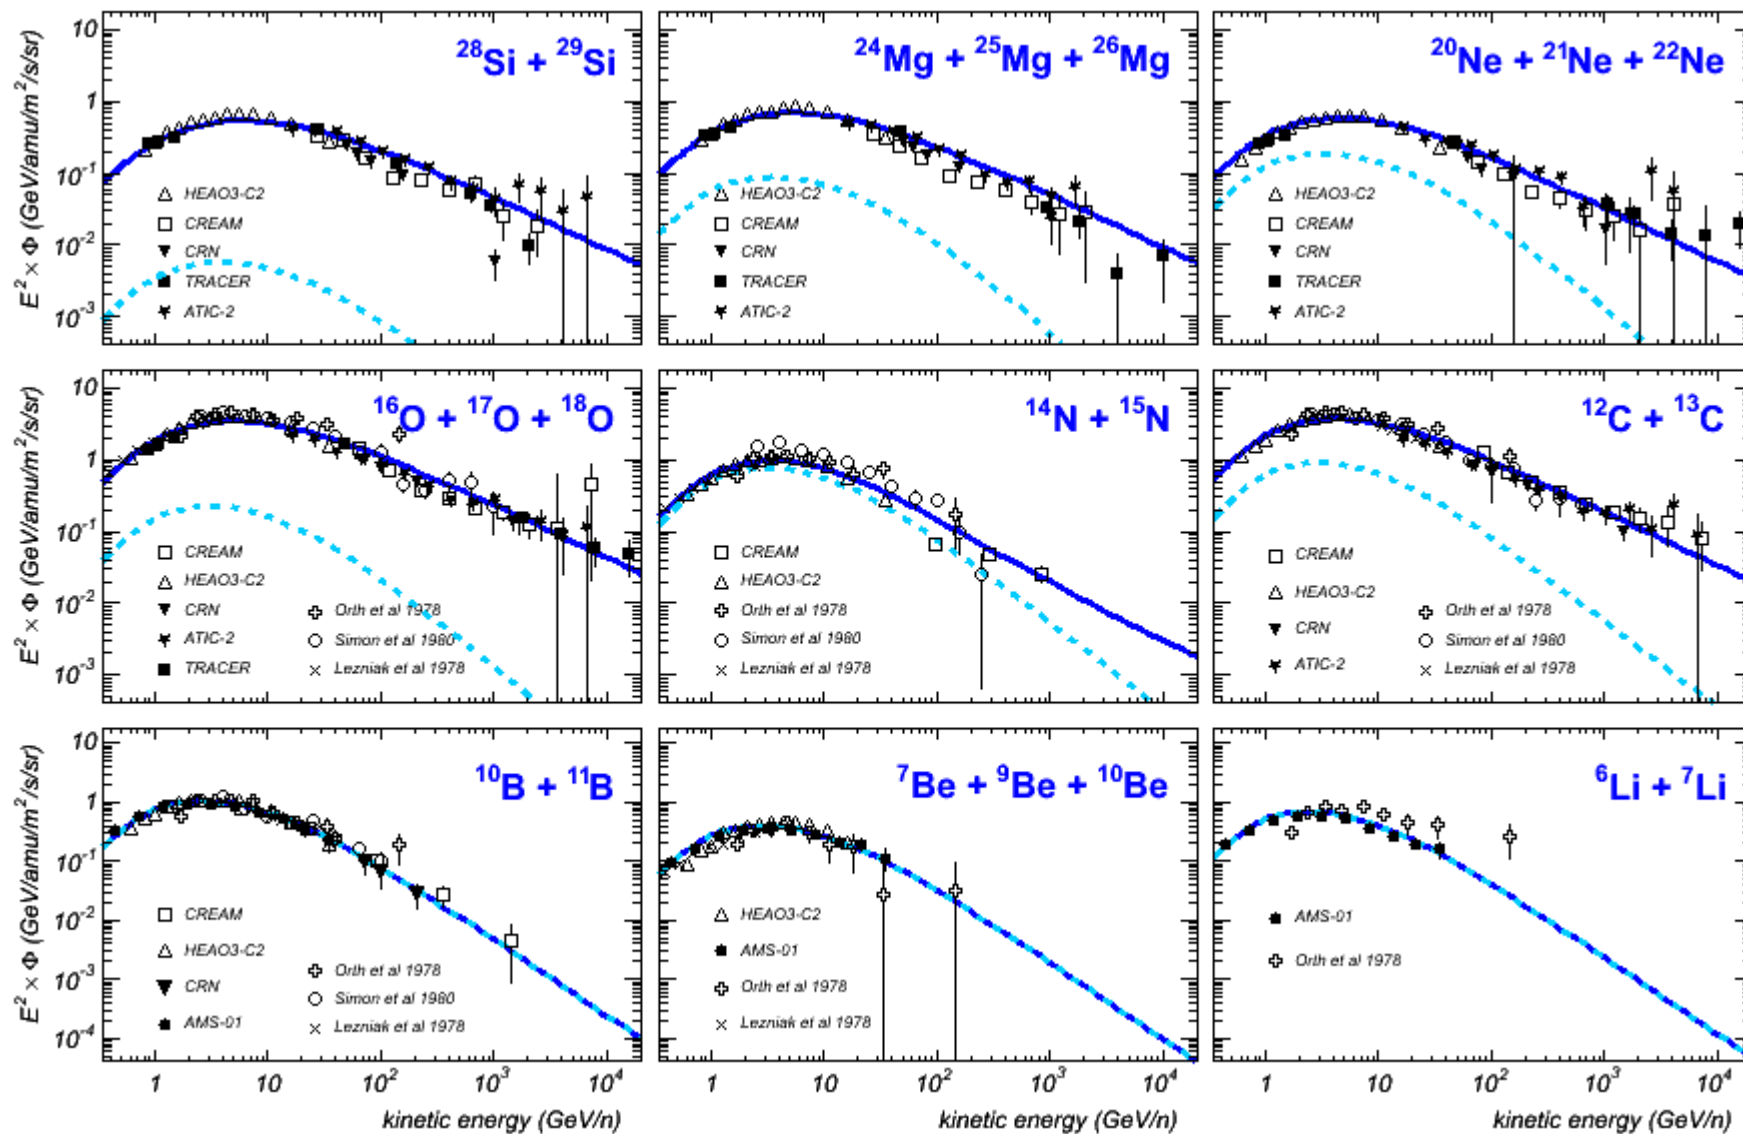 E² × Φ (GeV/amu/m²/s/sr)
10
1
10⁻¹
10⁻²
10⁻³
²⁸Si + ²⁹Si
HEAO3-C2
CREAM
CRN
TRACER
ATIC-2
²⁴Mg + ²⁵Mg + ²⁶Mg
HEAO3-C2
CREAM
CRN
TRACER
ATIC-2
²⁰Ne + ²¹Ne + ²²Ne
HEAO3-C2
CREAM
CRN
TRACER
ATIC-2
E² × Φ (GeV/amu/m²/s/sr)
10
1
10⁻¹
10⁻²
10⁻³
¹⁶O + ¹⁷O + ¹⁸O
CREAM
HEAO3-C2
CRN
ATIC-2
TRACER
Orth et al 1978
Simon et al 1980
Lezniak et al 1978
¹⁴N + ¹⁵N
CREAM
HEAO3-C2
Orth et al 1978
Simon et al 1980
Lezniak et al 1978
¹²C + ¹³C
CREAM
HEAO3-C2
CRN
ATIC-2
Orth et al 1978
Simon et al 1980
Lezniak et al 1978
E² × Φ (GeV/amu/m²/s/sr)
10
1
10⁻¹
10⁻²
10⁻³
10⁻⁴
¹⁰B + ¹¹B
CREAM
HEAO3-C2
CRN
AMS-01
Orth et al 1978
Simon et al 1980
Lezniak et al 1978
⁷Be + ⁹Be + ¹⁰Be
HEAO3-C2
AMS-01
Orth et al 1978
Lezniak et al 1978
⁶Li + ⁷Li
AMS-01
Orth et al 1978
1 10 10² 10³ 10⁴
1 10 10² 10³ 10⁴
1 10 10² 10³ 10⁴
kinetic energy (GeV/n)
kinetic energy (GeV/n)
kinetic energy (GeV/n)